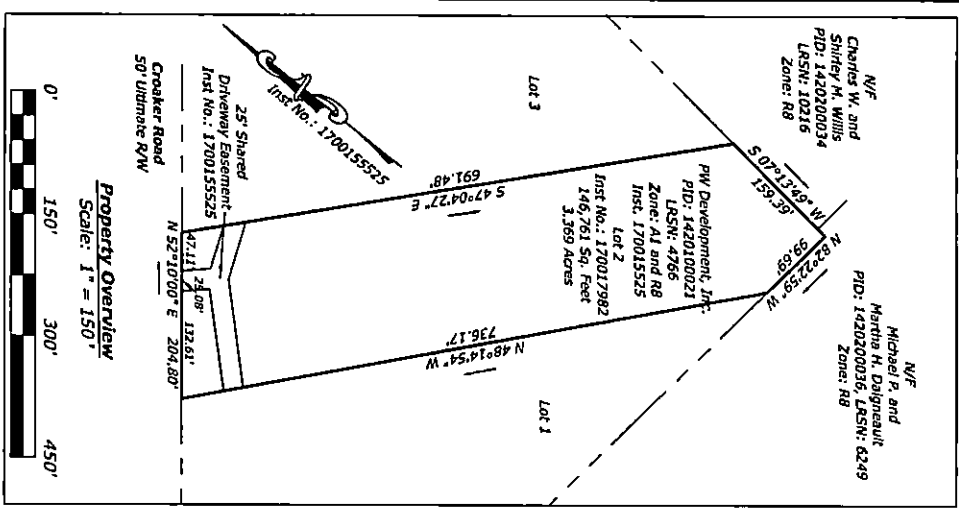 N/F
Charles W. and
Shirley M. Willis
PID: 1420200034
LRSN: 10216
Zone: R8
N/F
Michael P. and
Martha H. Daigneault
PID: 1420200036, LRSN: 6249
Zone: R8
S 07°13'49" W
159.39'
N 82°22'59" W
99.69'
Lot 3
PW Development, Inc.
PID: 1420100021
LRSN: 4766
Zone: A1 and R8
Inst. 170015525
Lot 2
Inst No.: 170017982
146,761 Sq. Feet
3.369 Acres
Lot 1
691.48'
S 47°04'27" E
736.17'
N 48°14'54" W
Inst No.: 1700155525
25' Shared
Driveway Easement
Inst No.: 1700155525
Croaker Road
50' Ultimate R/W
47.11'
25.08'
132.61'
N 52°10'00" E 204.80'
Property Overview
Scale: 1" = 150'
0' 150' 300' 450'